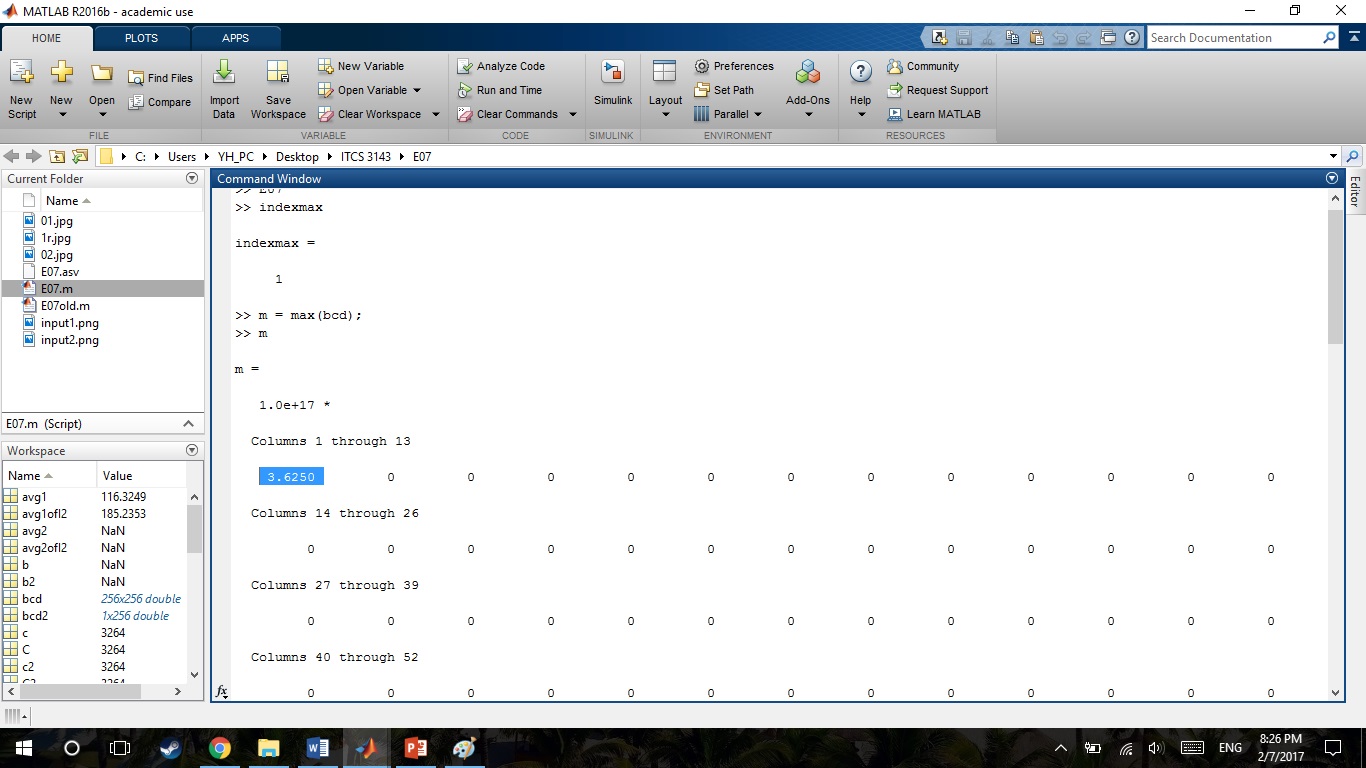 MATLAB R2016b - academic use
HOME PLOTS APPS
Search Documentation
New Script
New
Open
Find Files
Compare
FILE
Import Data
Save Workspace
New Variable
Open Variable
Clear Workspace
VARIABLE
Analyze Code
Run and Time
Clear Commands
CODE
Simulink
SIMULINK
Layout
Preferences
Set Path
Parallel
Add-Ons
ENVIRONMENT
Help
Community
Request Support
Learn MATLAB
RESOURCES
C: Users YH_PC Desktop ITCS 3143 E07
Current Folder
Name
01.jpg
1r.jpg
02.jpg
E07.asv
E07.m
E07old.m
input1.png
input2.png
E07.m (Script)
Workspace
Name Value
avg1 116.3249
avg1ofl2 185.2353
avg2 NaN
avg2ofl2 NaN
b NaN
b2 NaN
bcd 256x256 double
bcd2 1x256 double
c 3264
C 3264
c2 3264
C2 3264
Command Window
>> E07
>> indexmax
indexmax =
1
>> m = max(bcd);
>> m
m =
1.0e+17 *
Columns 1 through 13
3.6250 0 0 0 0 0 0 0 0 0 0 0 0
Columns 14 through 26
0 0 0 0 0 0 0 0 0 0 0 0 0
Columns 27 through 39
0 0 0 0 0 0 0 0 0 0 0 0 0
Columns 40 through 52
0 0 0 0 0 0 0 0 0 0 0 0 0
fx
Editor
ENG
8:26 PM
2/7/2017